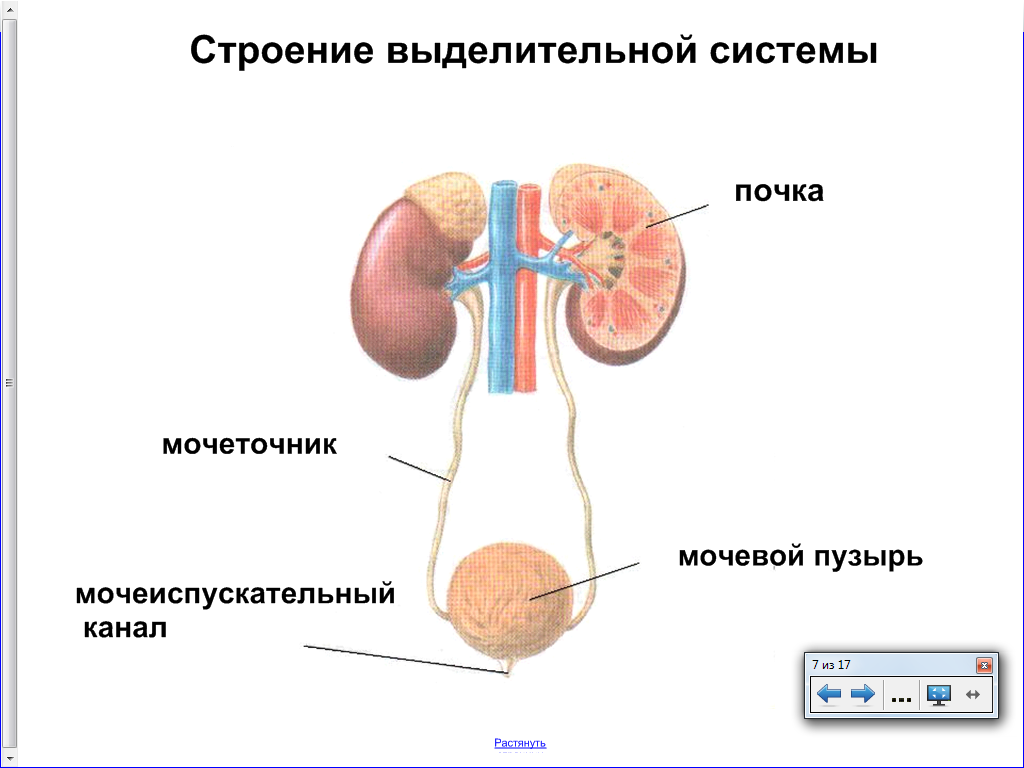 Строение выделительной системы
почка
мочеточник
мочевой пузырь
мочеиспускательный
канал
7 из 17
...
Растянуть